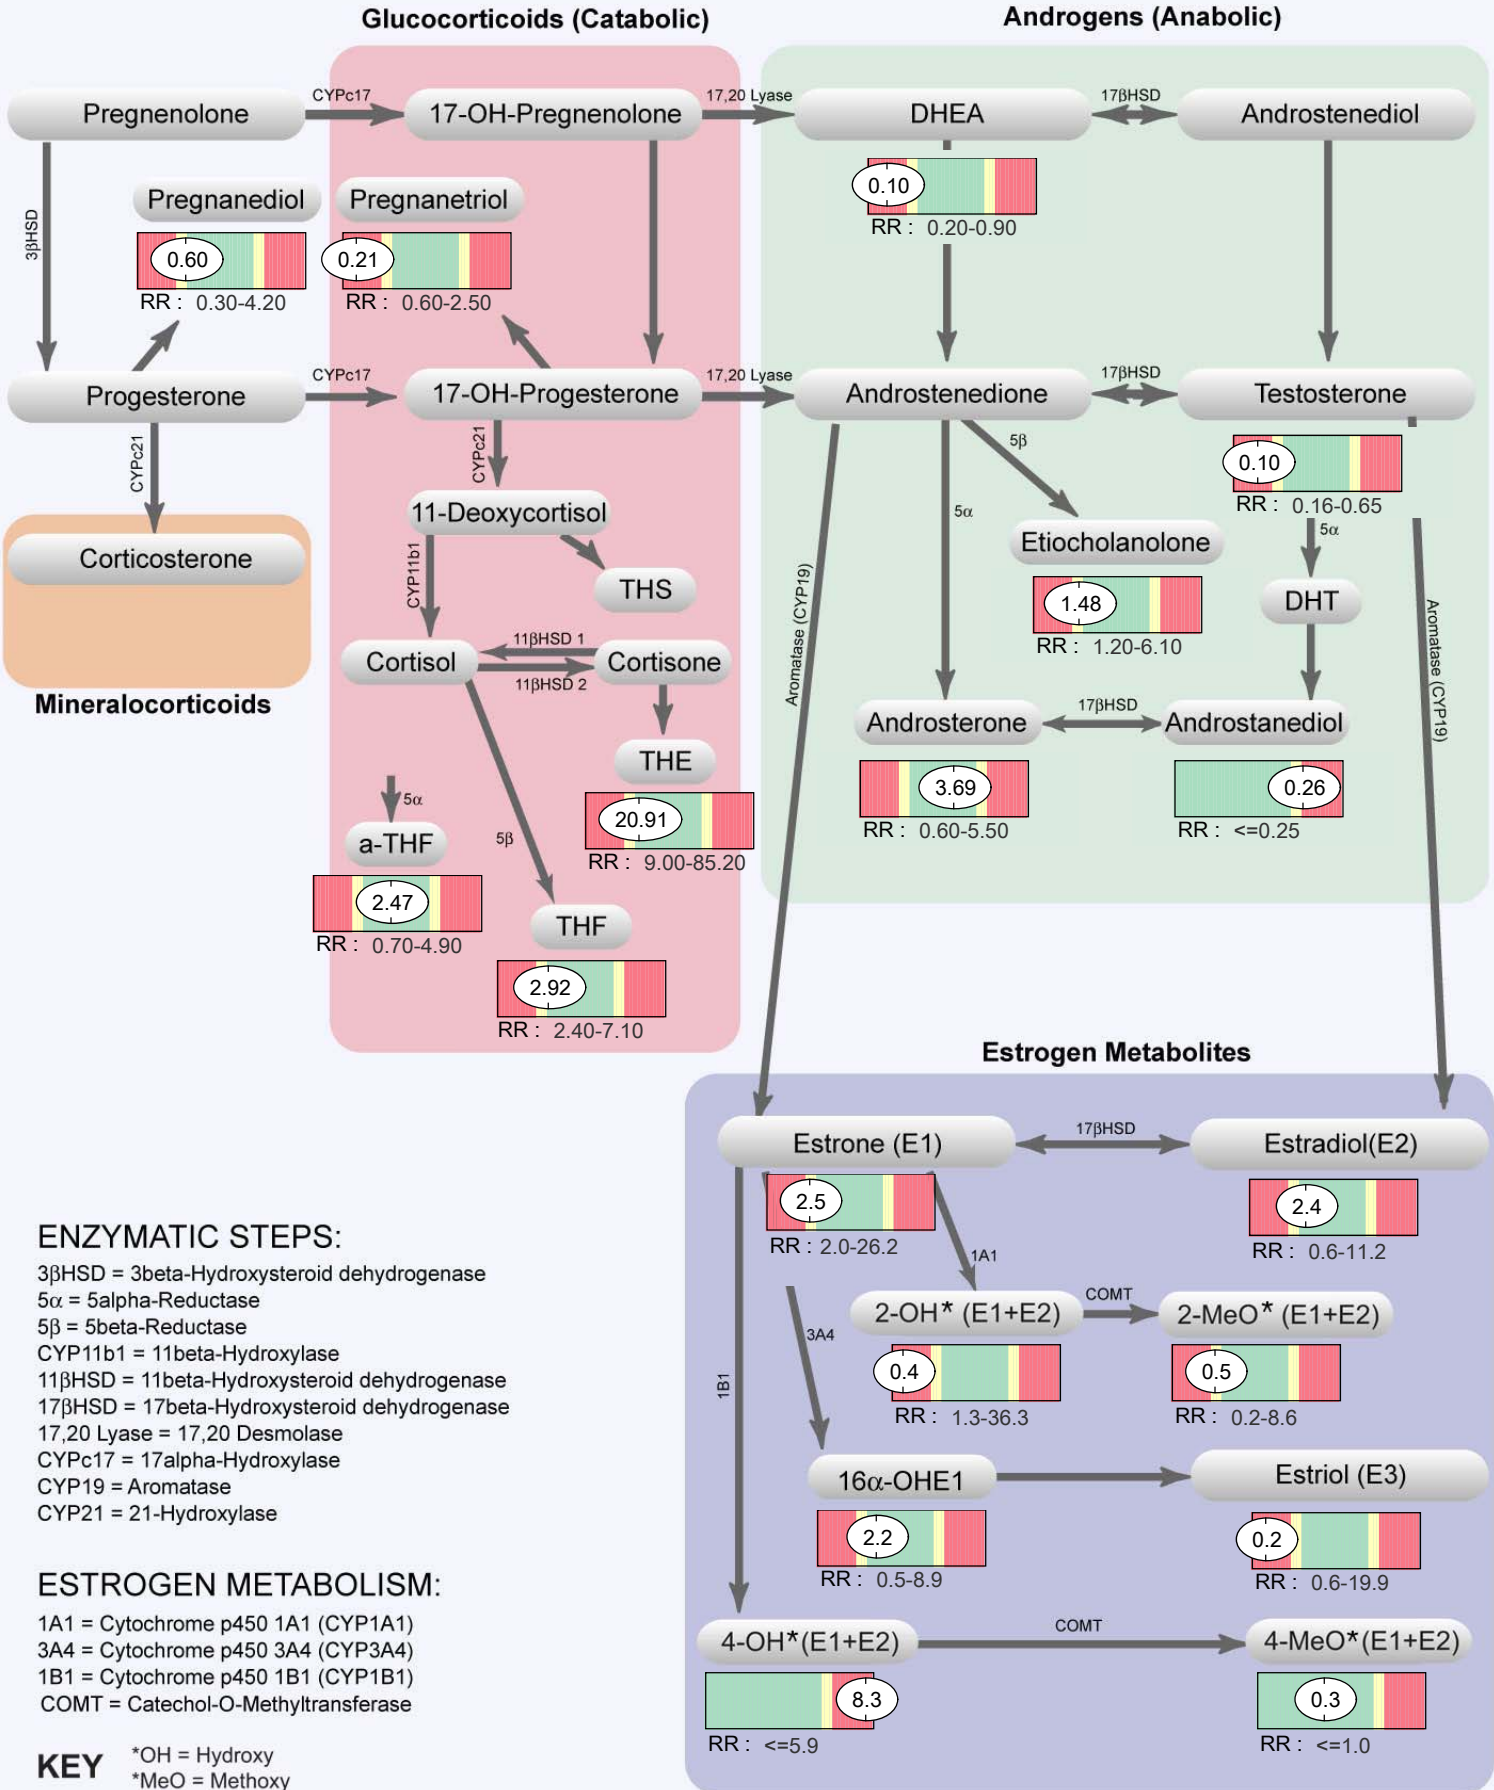 Glucocorticoids (Catabolic)
Androgens (Anabolic)
Pregnenolone
CYPc17
17-OH-Pregnenolone
17,20 Lyase
DHEA
17βHSD
Androstenediol
0.10
RR : 0.20-0.90
3βHSD
Pregnanediol
0.60
RR : 0.30-4.20
Pregnanetriol
0.21
RR : 0.60-2.50
Progesterone
CYPc17
17-OH-Progesterone
17,20 Lyase
Androstenedione
17βHSD
Testosterone
0.10
RR : 0.16-0.65
CYPc21
CYPc21
5β
5α
5α
Corticosterone
Mineralocorticoids
11-Deoxycortisol
CYP11b1
THS
Etiocholanolone
1.48
RR : 1.20-6.10
DHT
Aromatase (CYP19)
Aromatase (CYP19)
Cortisol
11βHSD 1
11βHSD 2
Cortisone
THE
20.91
RR : 9.00-85.20
Androsterone
17βHSD
Androstanediol
3.69
RR : 0.60-5.50
0.26
RR : <=0.25
5α
a-THF
2.47
RR : 0.70-4.90
5β
THF
2.92
RR : 2.40-7.10
Estrogen Metabolites
Estrone (E1)
17βHSD
Estradiol(E2)
2.5
RR : 2.0-26.2
2.4
RR : 0.6-11.2
1A1
2-OH* (E1+E2)
COMT
2-MeO* (E1+E2)
0.4
RR : 1.3-36.3
0.5
RR : 0.2-8.6
3A4
1B1
16α-OHE1
Estriol (E3)
2.2
RR : 0.5-8.9
0.2
RR : 0.6-19.9
4-OH*(E1+E2)
COMT
4-MeO*(E1+E2)
8.3
RR : <=5.9
0.3
RR : <=1.0
ENZYMATIC STEPS:
3βHSD = 3beta-Hydroxysteroid dehydrogenase
5α = 5alpha-Reductase
5β = 5beta-Reductase
CYP11b1 = 11beta-Hydroxylase
11βHSD = 11beta-Hydroxysteroid dehydrogenase
17βHSD = 17beta-Hydroxysteroid dehydrogenase
17,20 Lyase = 17,20 Desmolase
CYPc17 = 17alpha-Hydroxylase
CYP19 = Aromatase
CYP21 = 21-Hydroxylase
ESTROGEN METABOLISM:
1A1 = Cytochrome p450 1A1 (CYP1A1)
3A4 = Cytochrome p450 3A4 (CYP3A4)
1B1 = Cytochrome p450 1B1 (CYP1B1)
COMT = Catechol-O-Methyltransferase
KEY
*OH = Hydroxy
*MeO = Methoxy